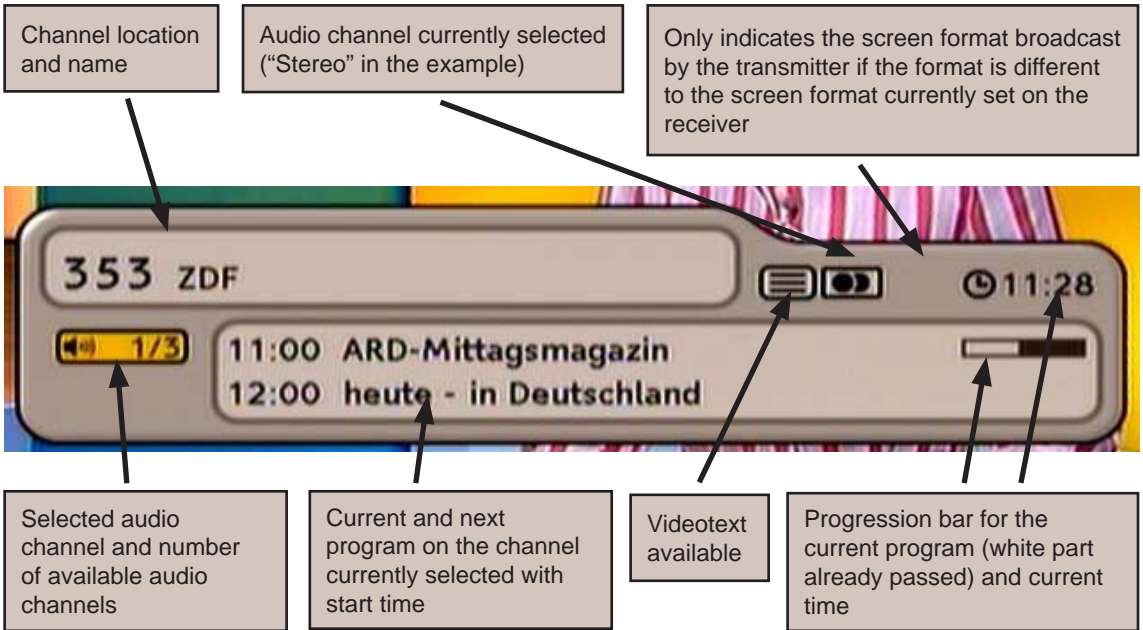 Channel location
and name
Audio channel currently selected
(“Stereo” in the example)
Only indicates the screen format broadcast
by the transmitter if the format is different
to the screen format currently set on the
receiver
353 ZDF
11:28
1/3
11:00 ARD-Mittagsmagazin
12:00 heute - in Deutschland
Selected audio
channel and number
of available audio
channels
Current and next
program on the channel
currently selected with
start time
Videotext
available
Progression bar for the
current program (white part
already passed) and current
time